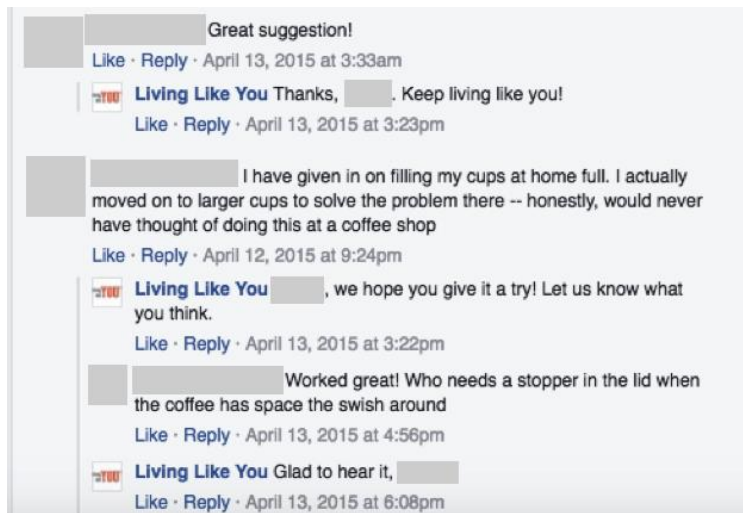 Great suggestion!
Like · Reply · April 13, 2015 at 3:33am
YOU Living Like You Thanks, . Keep living like you!
Like · Reply · April 13, 2015 at 3:23pm
I have given in on filling my cups at home full. I actually
moved on to larger cups to solve the problem there -- honestly, would never
have thought of doing this at a coffee shop
Like · Reply · April 12, 2015 at 9:24pm
YOU Living Like You , we hope you give it a try! Let us know what
you think.
Like · Reply · April 13, 2015 at 3:22pm
Worked great! Who needs a stopper in the lid when
the coffee has space the swish around
Like · Reply · April 13, 2015 at 4:56pm
YOU Living Like You Glad to hear it,
Like · Reply · April 13, 2015 at 6:08pm